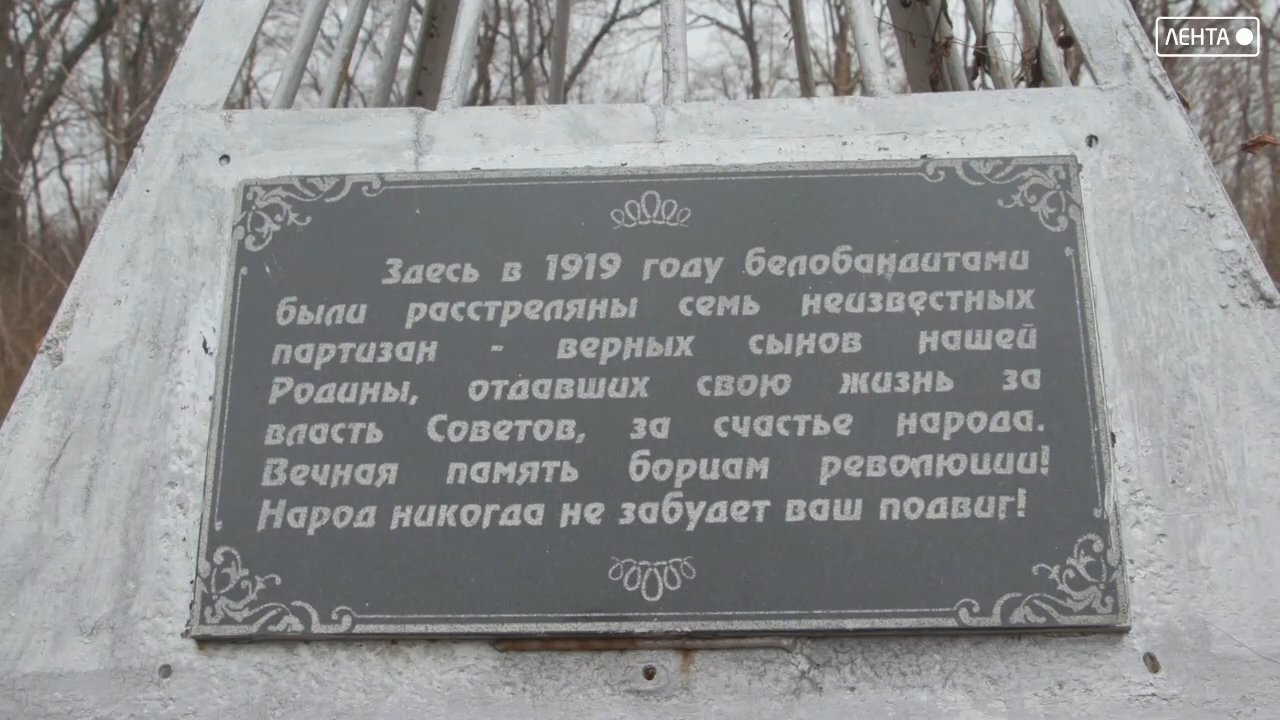 ЛЕНТА
Здесь в 1919 году белобандитами
были расстреляны семь неизвестных
партизан - верных сынов нашей
Родины, отдавших свою жизнь за
власть Советов, за счастье народа.
Вечная память борцам революции!
Народ никогда не забудет ваш подвиг!